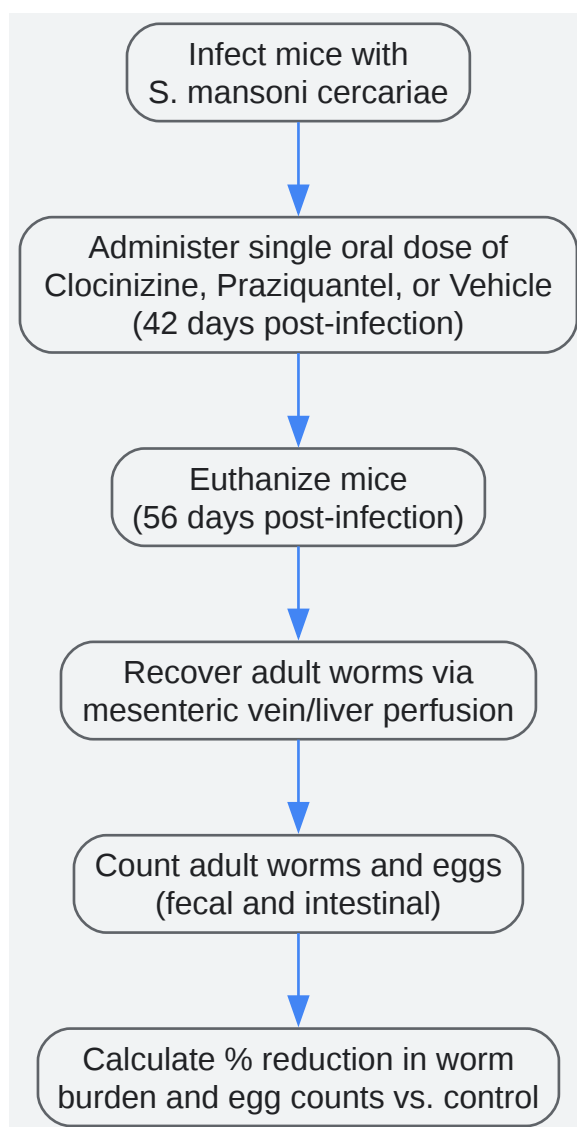 Infect mice with
S. mansoni cercariae
Administer single oral dose of
Clocinizine, Praziquantel, or Vehicle
(42 days post-infection)
Euthanize mice
(56 days post-infection)
Recover adult worms via
mesenteric vein/liver perfusion
Count adult worms and eggs
(fecal and intestinal)
Calculate % reduction in worm
burden and egg counts vs. control